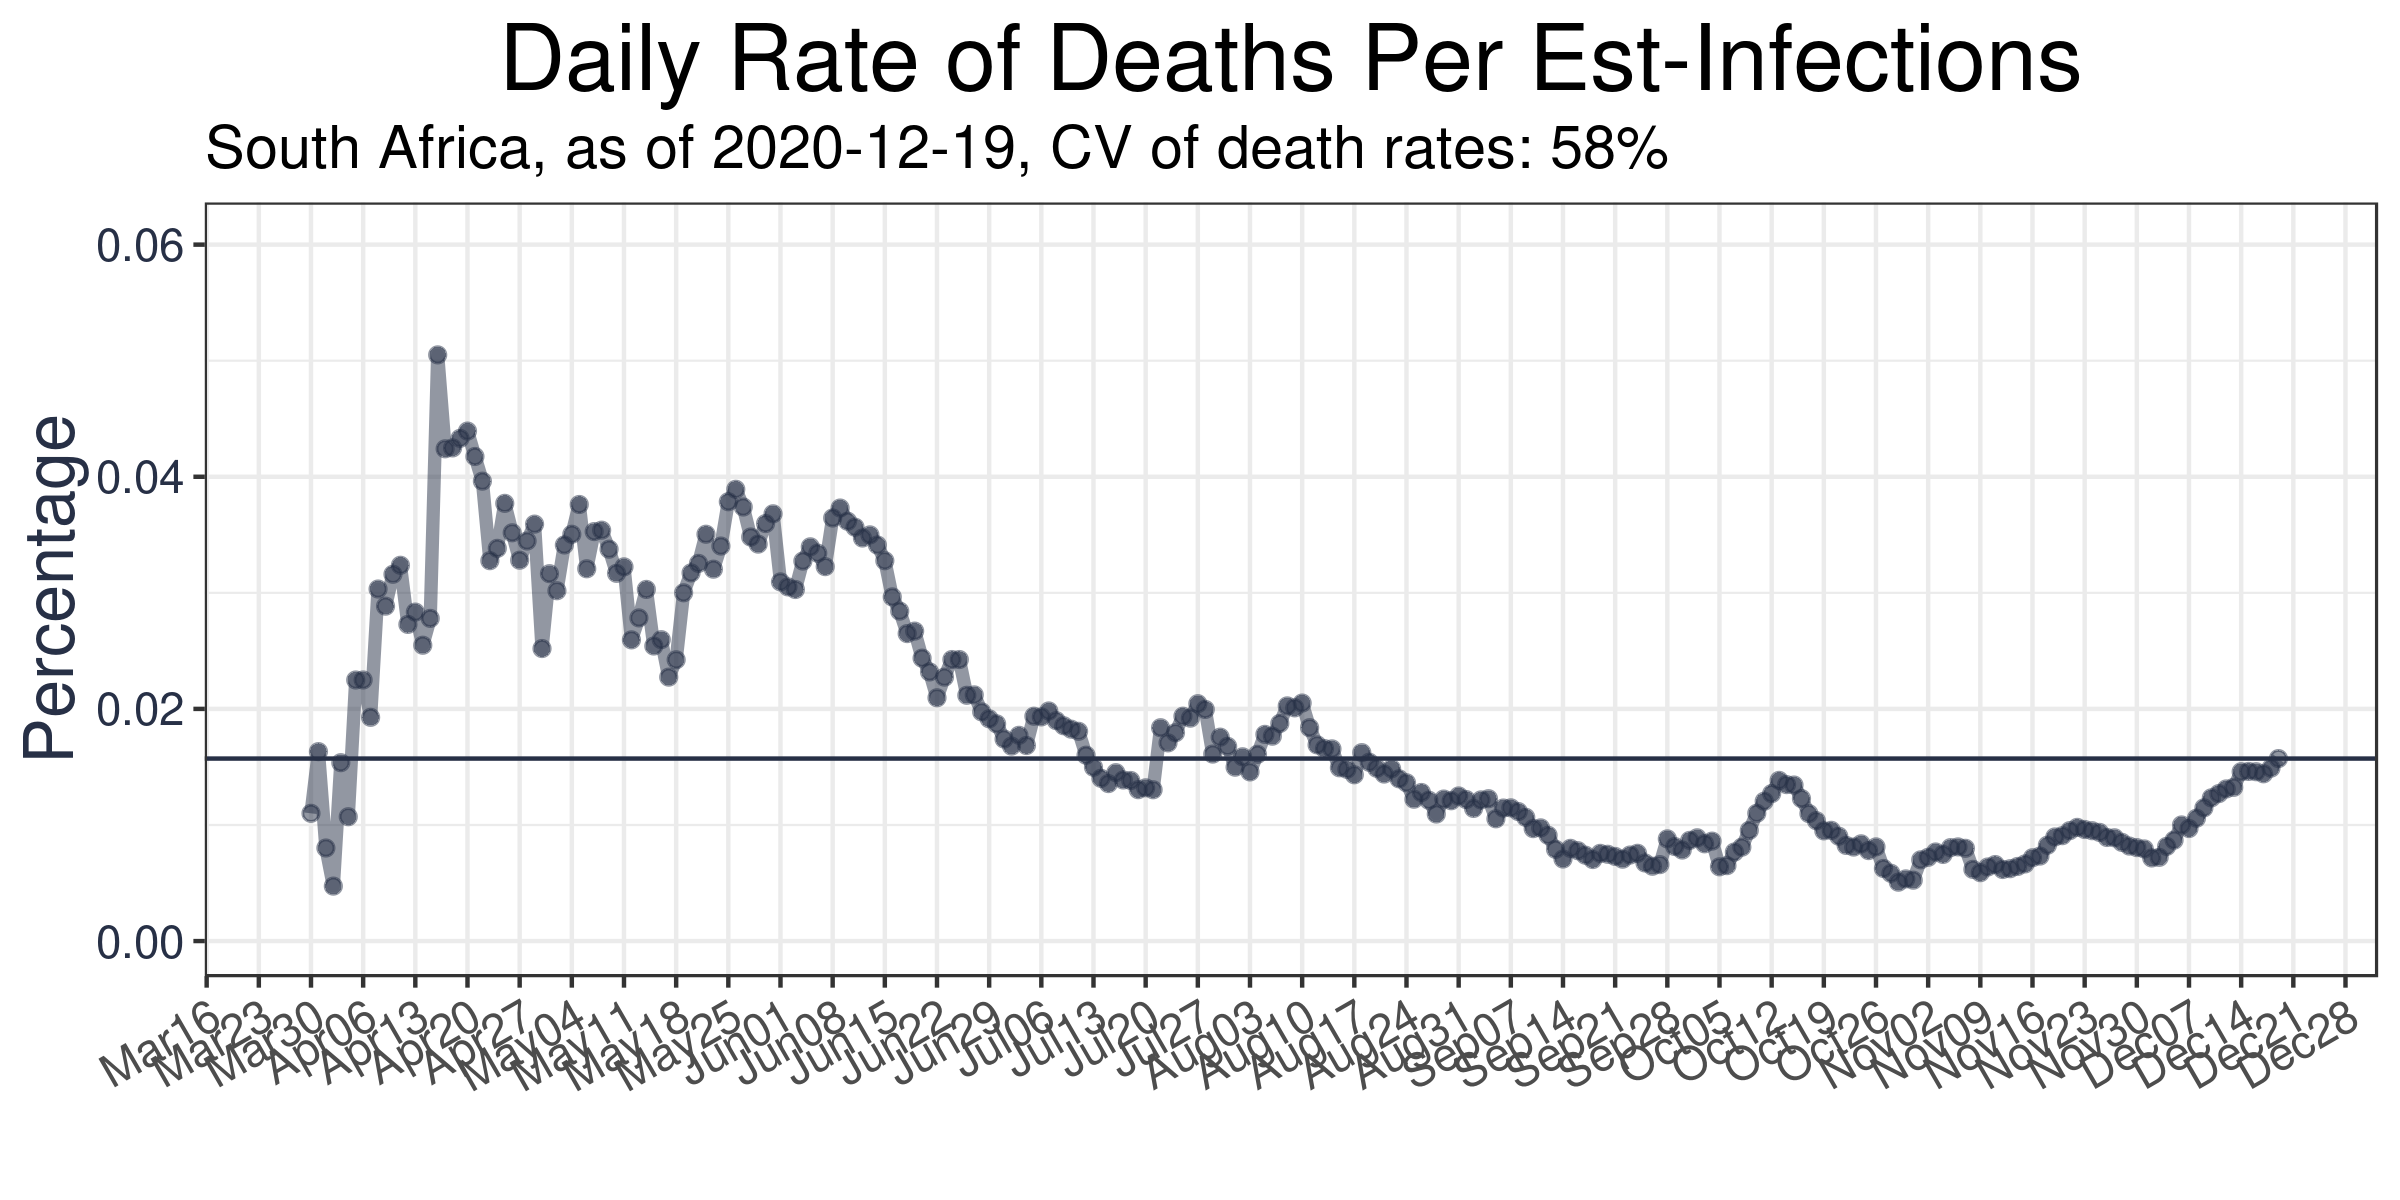 Daily Rate of Deaths Per Est-Infections
South Africa, as of 2020-12-19, CV of death rates: 58%
Percentage
0.06
0.04
0.02
0.00
Mar16
Mar23
Mar30
Apr06
Apr13
Apr20
Apr27
May04
May11
May18
May25
Jun01
Jun08
Jun15
Jun22
Jun29
Jul06
Jul13
Jul20
Jul27
Aug03
Aug10
Aug17
Aug24
Aug31
Sep07
Sep14
Sep21
Sep28
Oct05
Oct12
Oct19
Oct26
Nov02
Nov09
Nov16
Nov23
Nov30
Dec07
Dec14
Dec21
Dec28